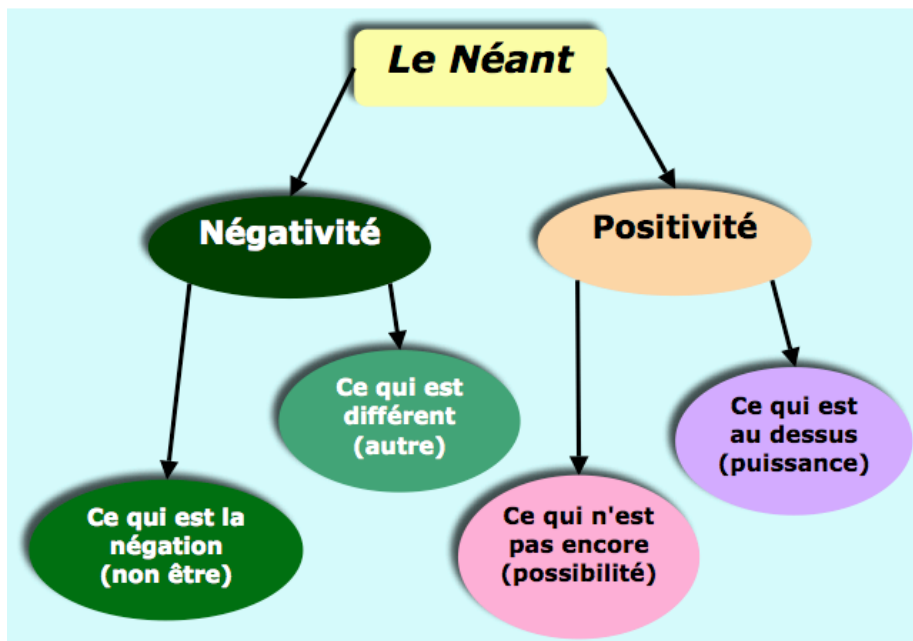 Le Néant
Négativité
Positivité
Ce qui est
différent
(autre)
Ce qui est
au dessus
(puissance)
Ce qui est la
négation
(non être)
Ce qui n'est
pas encore
(possibilité)